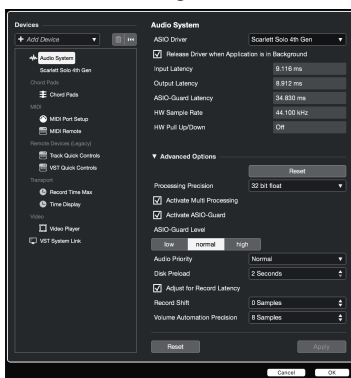 Devices
+ Add Device
Audio System
Scarlett Solo 4th Gen
Chord Pads
Chord Pads
MIDI
MIDI Port Setup
MIDI Remote
Remote Devices (Legacy)
Track Quick Controls
VST Quick Controls
Transport
Record Time Max
Time Display
Video
Video Player
VST System Link
Audio System
ASIO Driver Scarlett Solo 4th Gen
Release Driver when Application is in Background
Input Latency 9.116 ms
Output Latency 8.912 ms
ASIO-Guard Latency 34.830 ms
HW Sample Rate 44.100 kHz
HW Pull Up/Down Off
Advanced Options
Reset
Processing Precision 32 bit float
Activate Multi Processing
Activate ASIO-Guard
ASIO-Guard Level
low normal high
Audio Priority Normal
Disk Preload 2 Seconds
Adjust for Record Latency
Record Shift 0 Samples
Volume Automation Precision 8 Samples
Reset Apply
Cancel OK